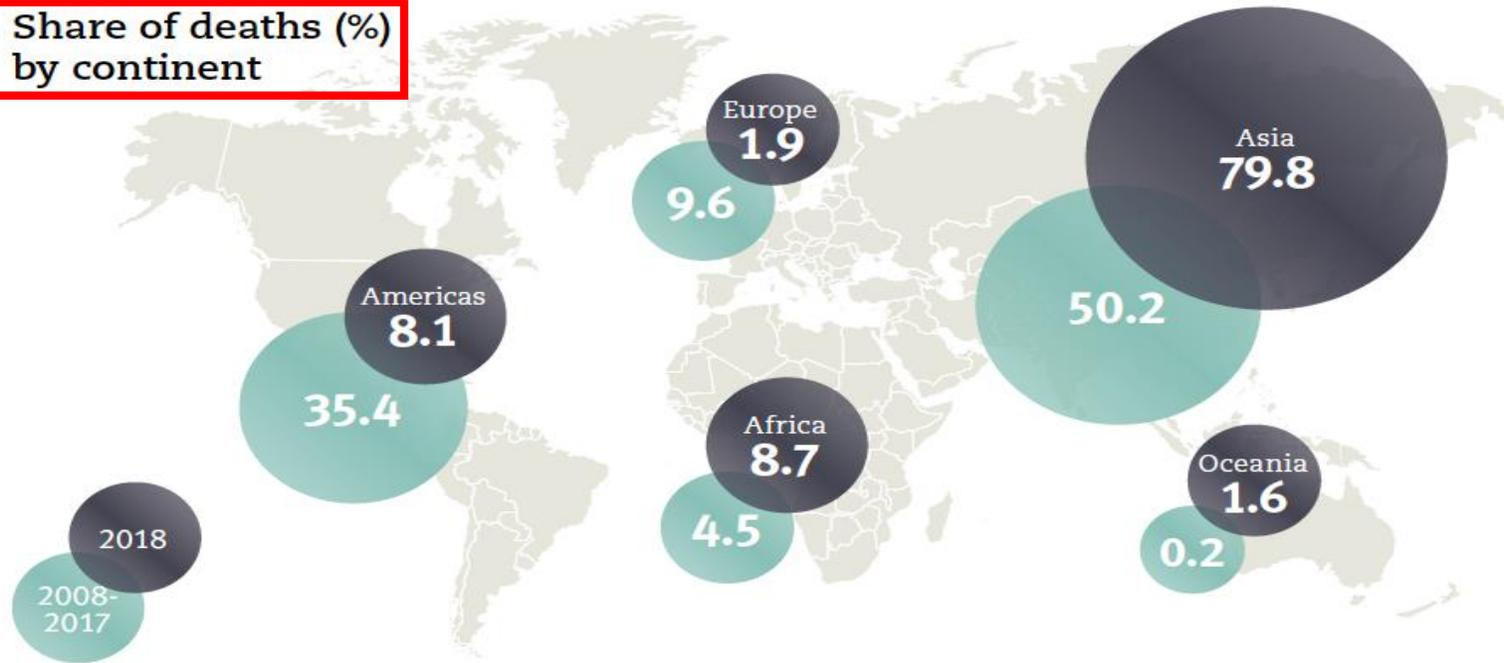 Share of deaths (%)
by continent
Europe
1.9
9.6
Asia
79.8
50.2
Americas
8.1
35.4
Africa
8.7
4.5
Oceania
1.6
0.2
2018
2008-
2017